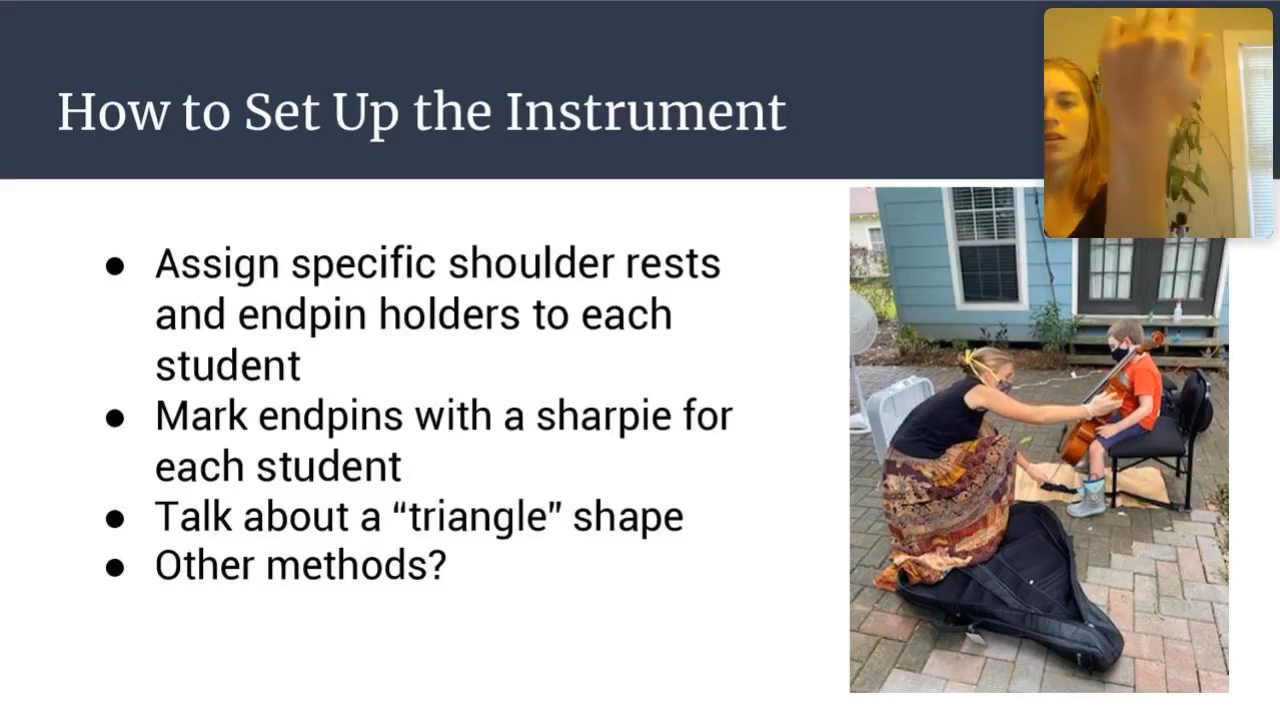 How to Set Up the Instrument
● Assign specific shoulder rests
and endpin holders to each
student
● Mark endpins with a sharpie for
each student
● Talk about a “triangle” shape
● Other methods?